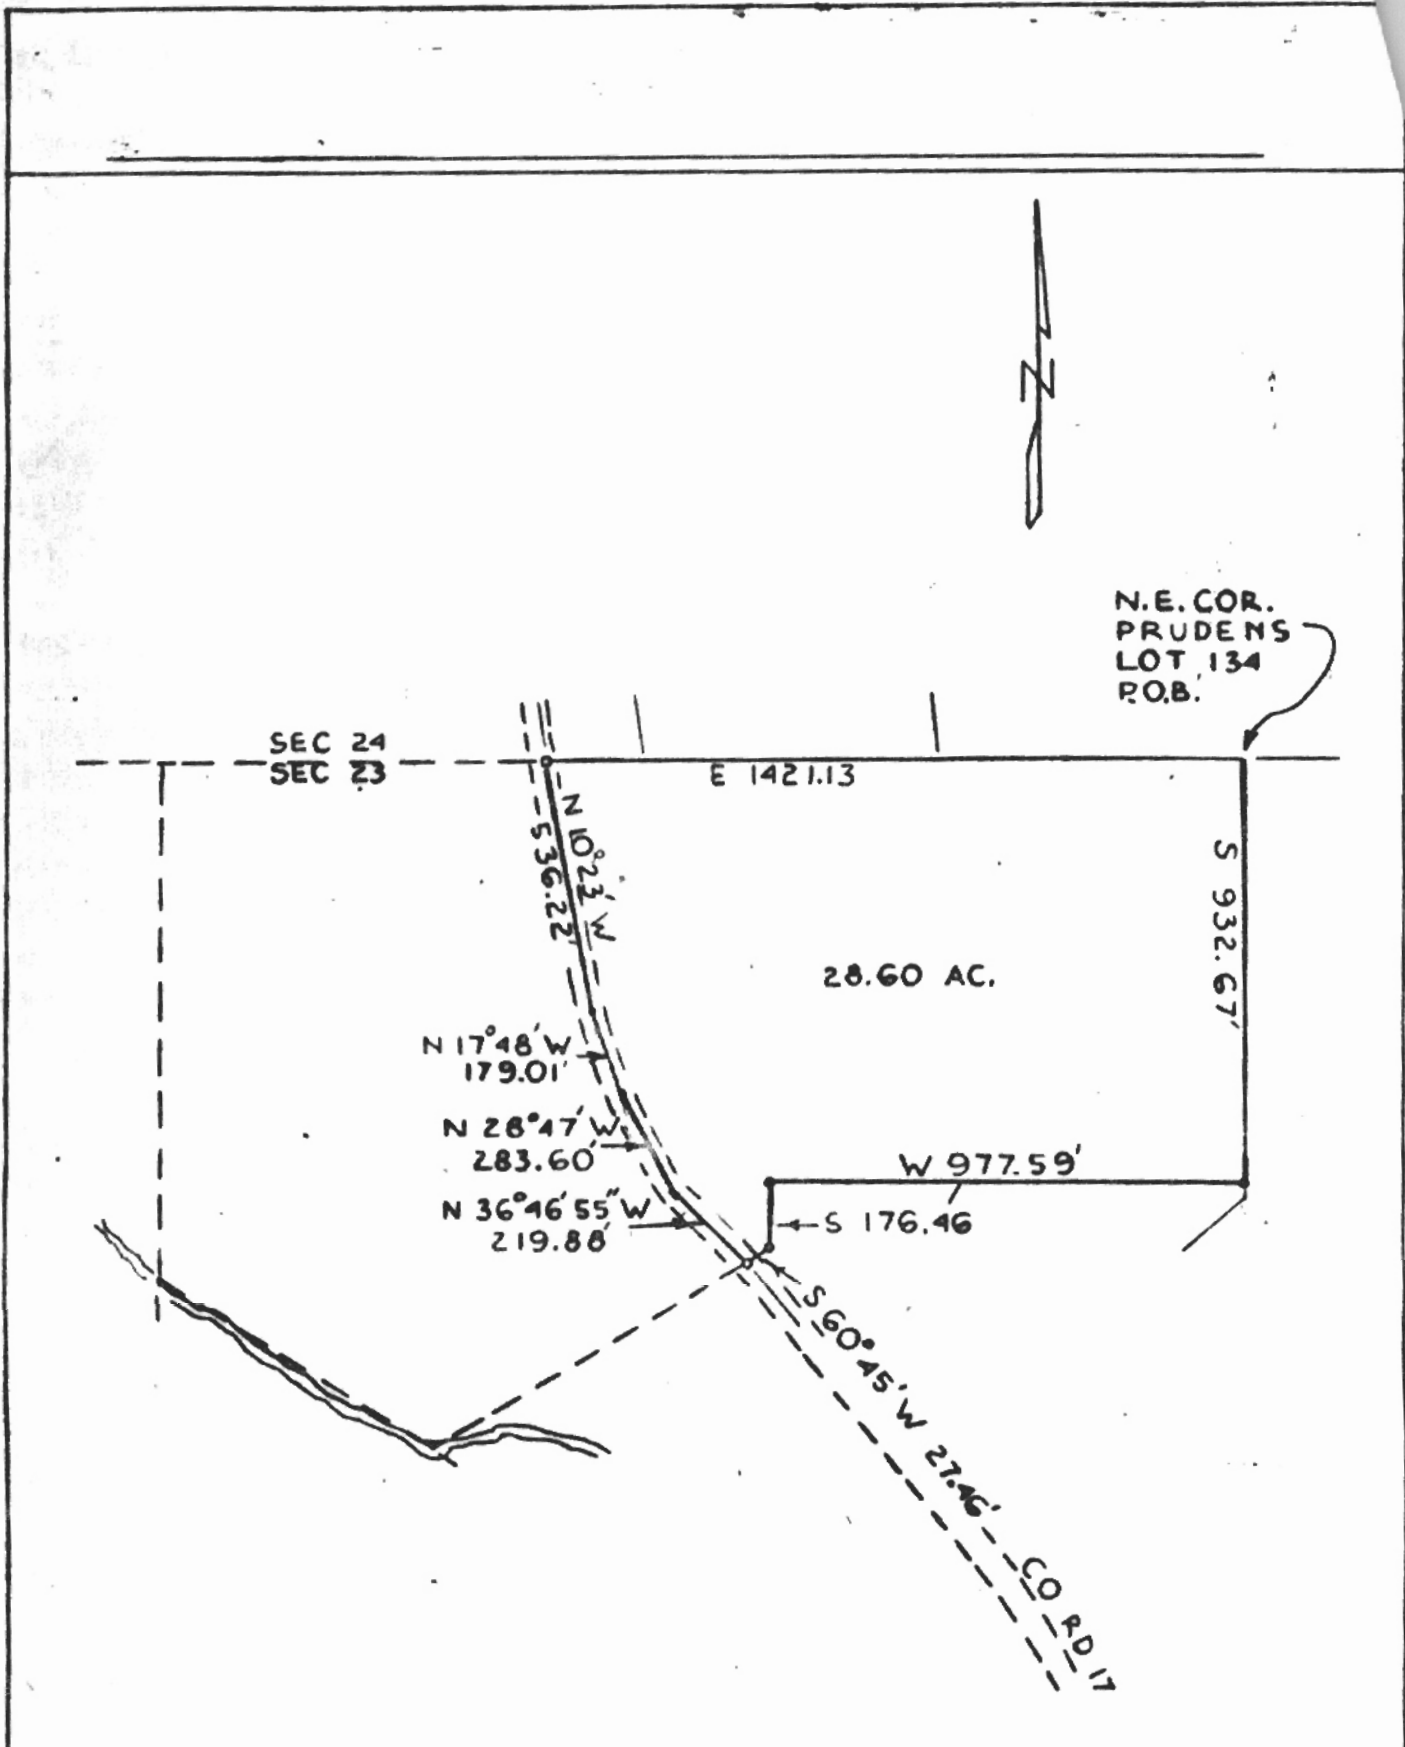 N
N.E. COR.
PRUDENS
LOT 134
P.O.B.
SEC 24
SEC 23
E 1421.13
N 10°23' W
536.22'
S 932.67'
28.60 AC.
N 17°48' W
179.01'
N 28°47' W
283.60'
W 977.59'
N 36°46'55" W
219.88'
S 176.46
S 60°45' W 27.46'
CO RD 17